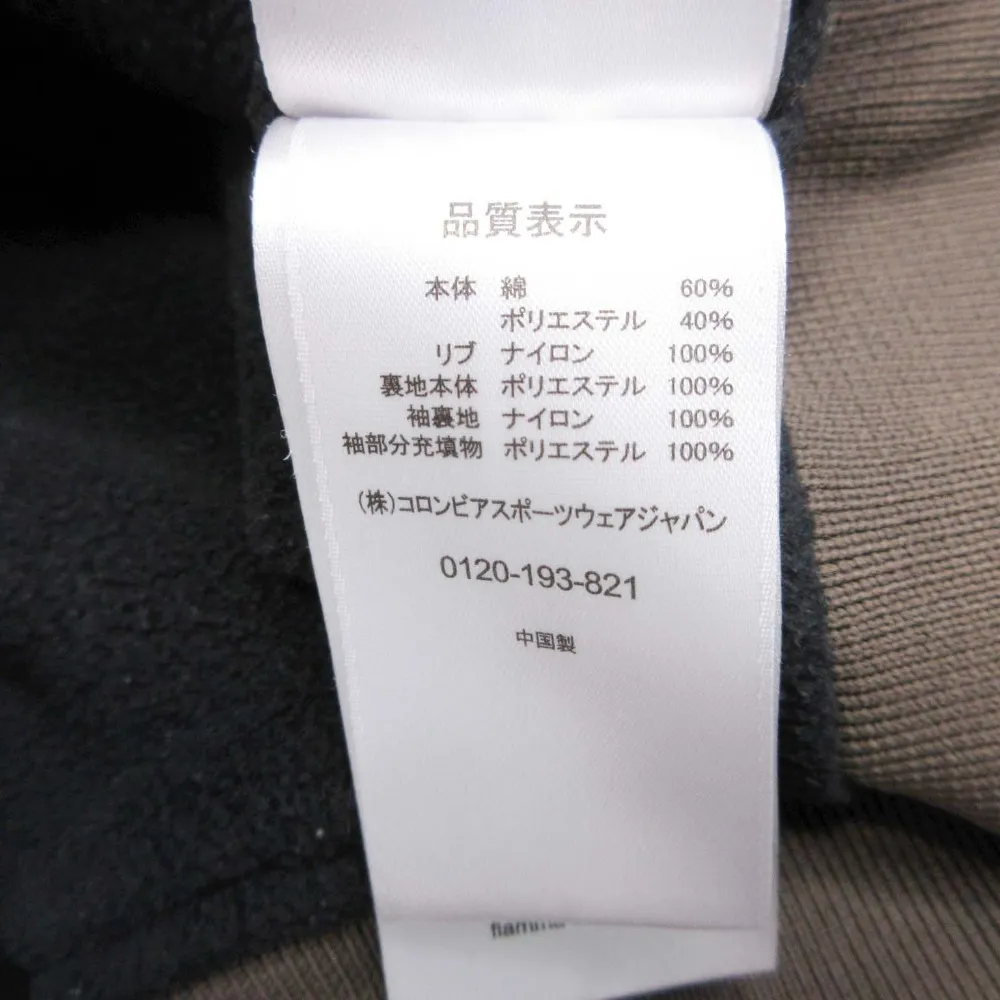 品質表示
本体 綿 60%
ポリエステル 40%
リブ ナイロン 100%
裏地本体 ポリエステル 100%
袖裏地 ナイロン 100%
袖部分充填物 ポリエステル 100%
(株)コロンビアスポーツウェアジャパン
0120-193-821
中国製